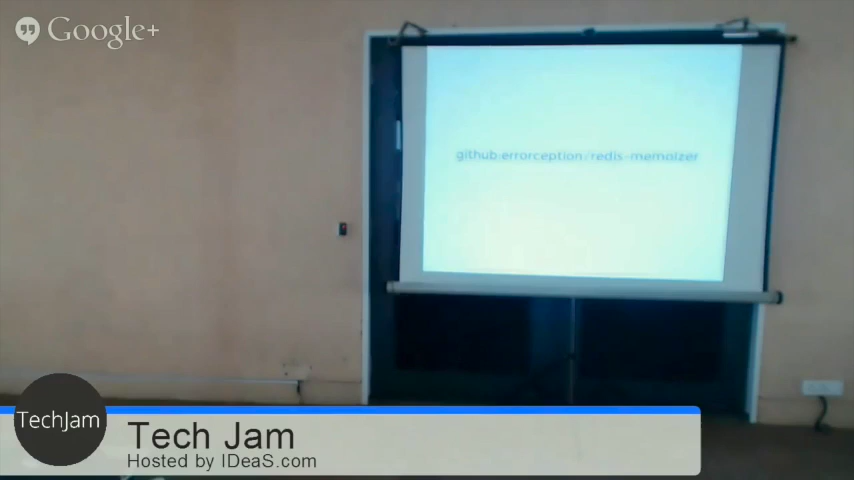 Google+
github:errorception/redis-memoizer
TechJam
Tech Jam
Hosted by IDeaS.com